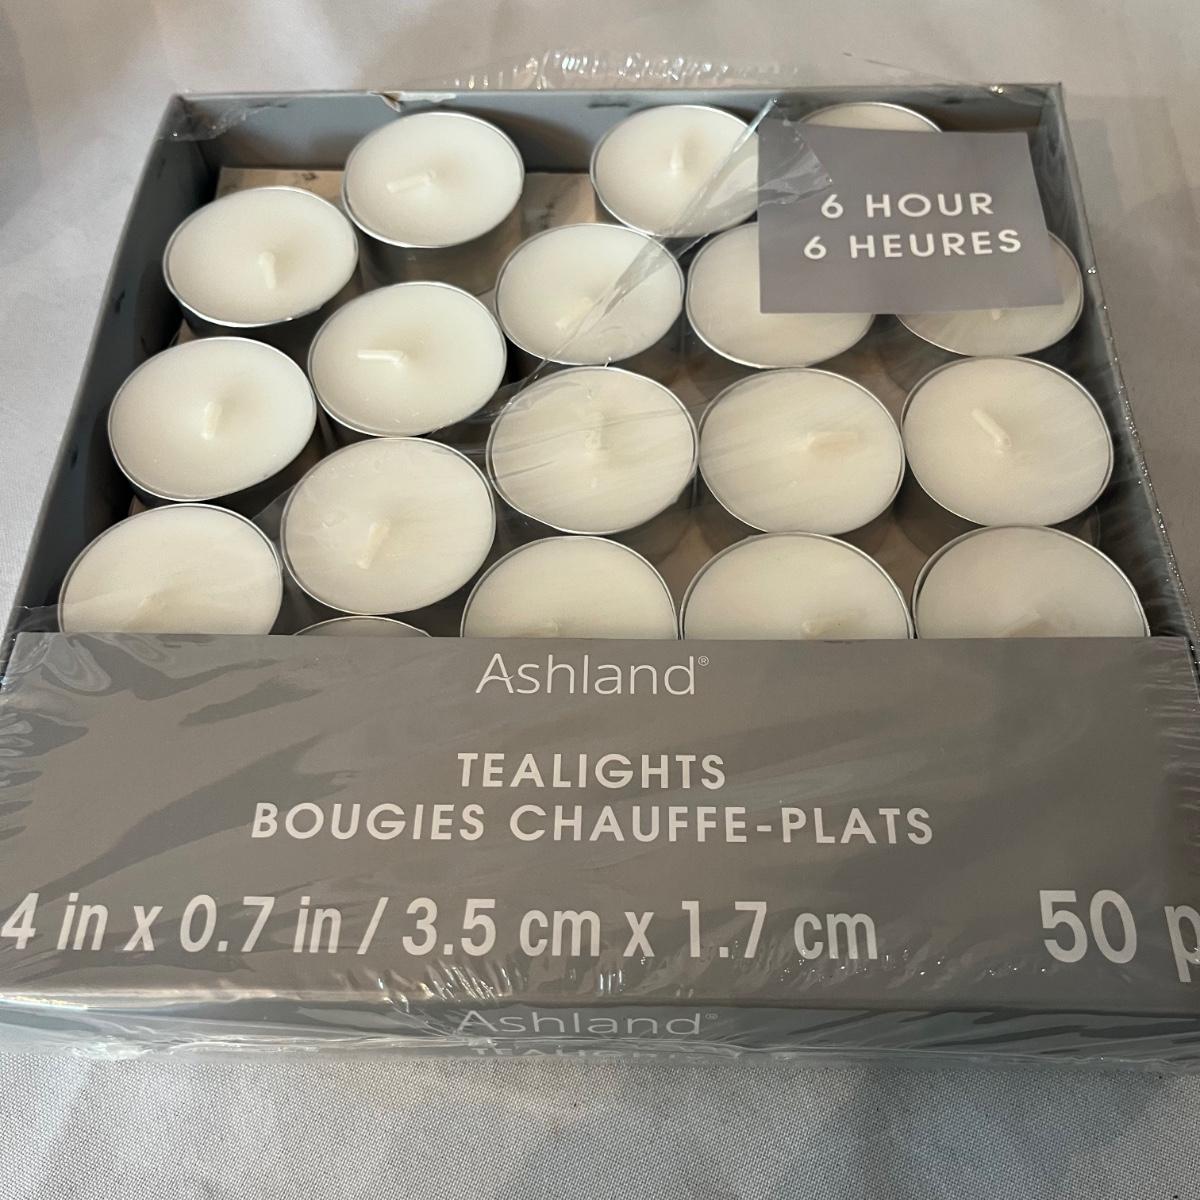 6 HOUR
6 HEURES
Ashland®
TEALIGHTS
BOUGIES CHAUFFE-PLATS
4 in x 0.7 in / 3.5 cm x 1.7 cm 50 p
Ashland®
TEALIGHTS